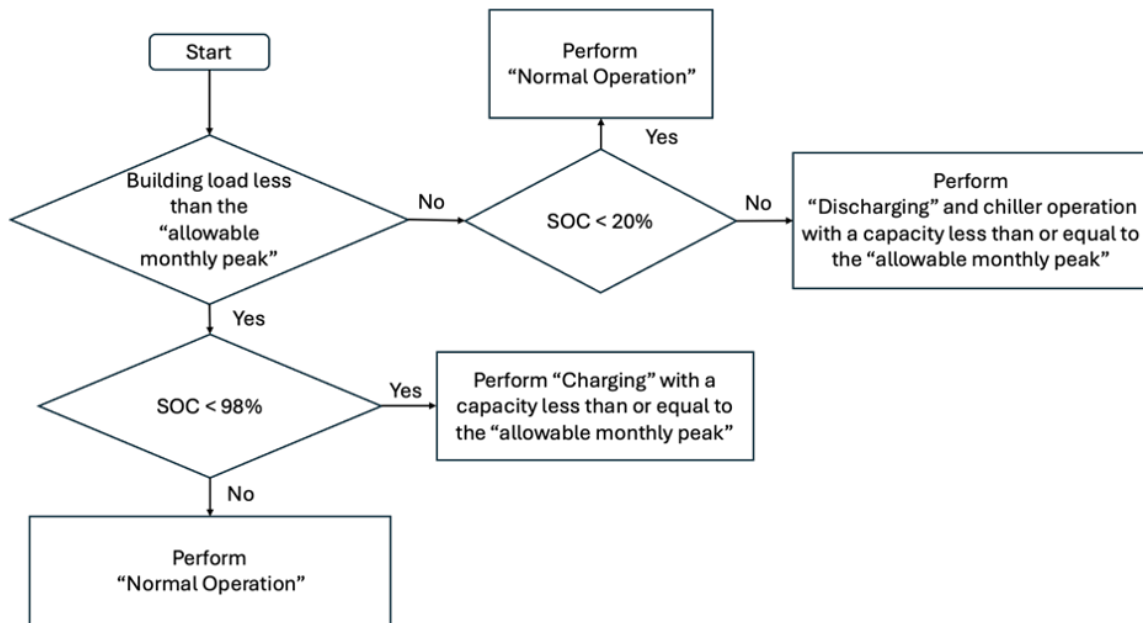 Start
Building load less
than the
“allowable
monthly peak”
No
SOC < 20%
Yes
Perform
“Normal Operation”
No
Perform
“Discharging” and chiller operation
with a capacity less than or equal to
the “allowable monthly peak”
Yes
SOC < 98%
Yes
Perform “Charging” with a
capacity less than or equal to
the “allowable monthly peak”
No
Perform
“Normal Operation”